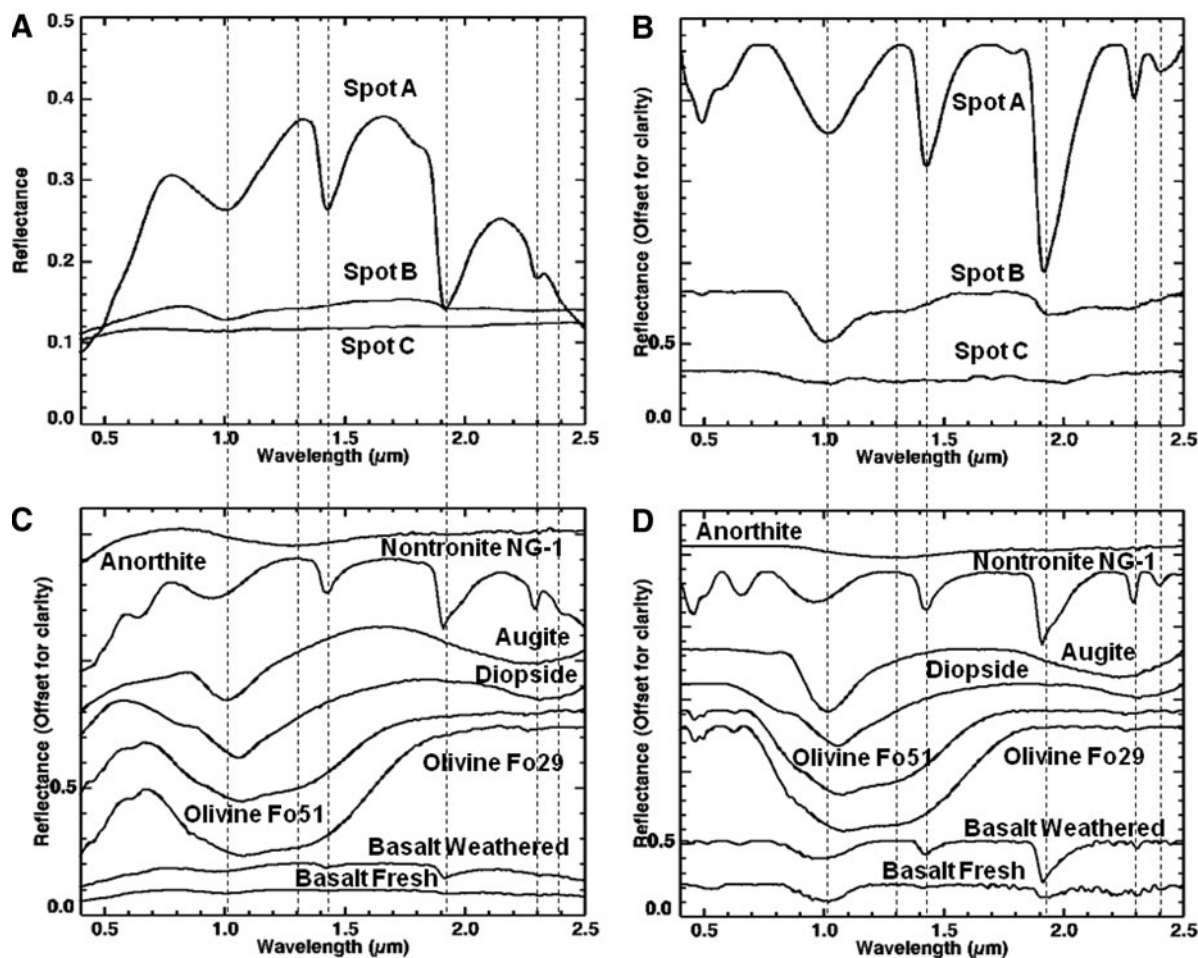 A
0.5
0.4
0.3
0.2
0.1
0.0
Reflectance
Spot A
Spot B
Spot C
0.5 1.0 1.5 2.0 2.5
Wavelength (µm)
B
Reflectance (Offset for clarity)
0.5
0.0
Spot A
Spot B
Spot C
0.5 1.0 1.5 2.0 2.5
Wavelength (µm)
C
Reflectance (Offset for clarity)
0.5
0.0
Anorthite
Nontronite NG-1
Augite
Diopside
Olivine Fo29
Olivine Fo51
Basalt Weathered
Basalt Fresh
0.5 1.0 1.5 2.0 2.5
Wavelength (µm)
D
Reflectance (Offset for clarity)
0.5
0.0
Anorthite
Nontronite NG-1
Augite
Diopside
Olivine Fo51
Olivine Fo29
Basalt Weathered
Basalt Fresh
0.5 1.0 1.5 2.0 2.5
Wavelength (µm)